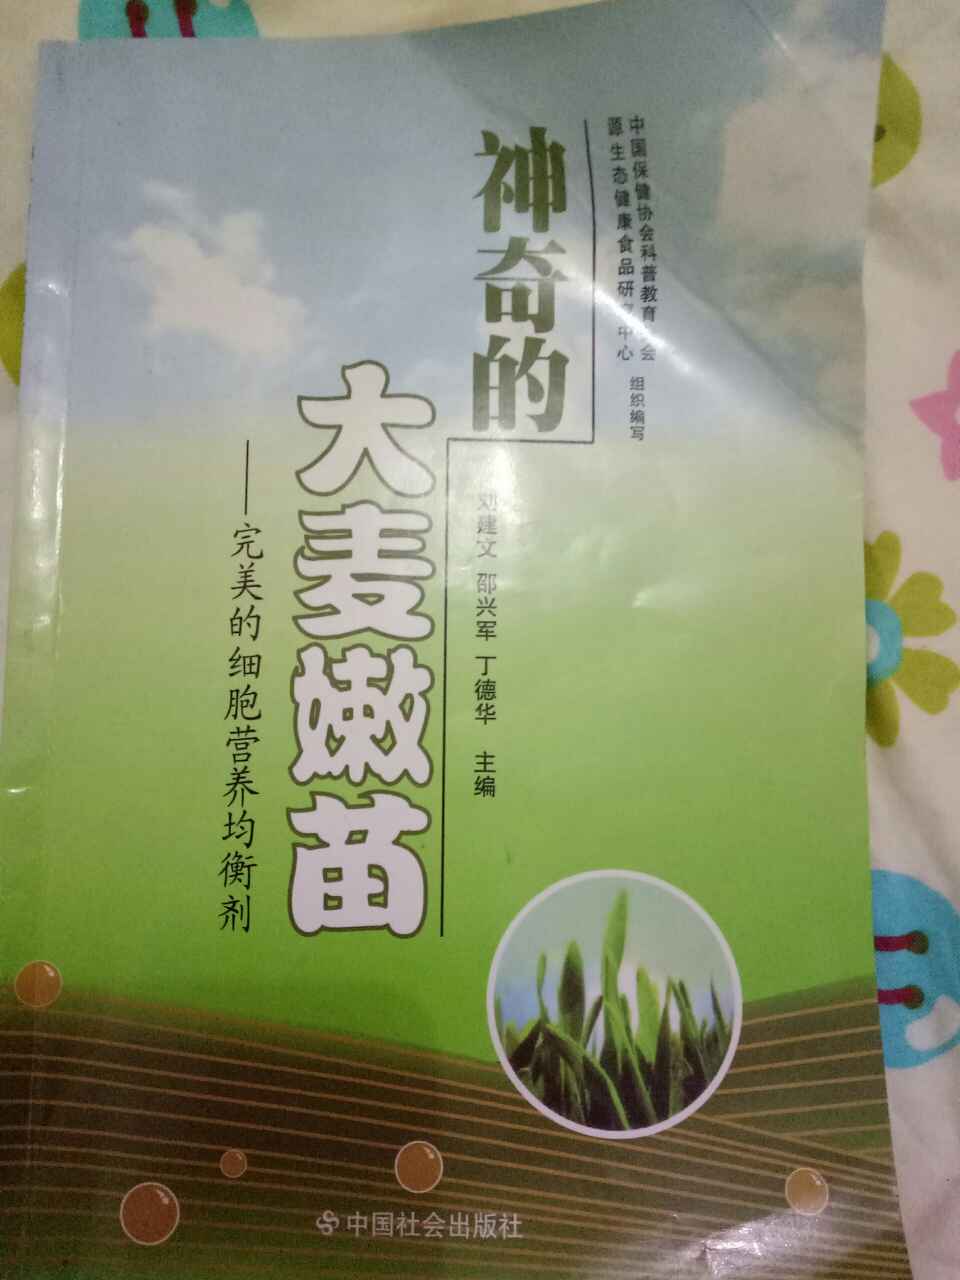 中国保健协会科普教育分会
源生态健康食品研究中心
组织编写
神奇的
大麦嫩苗
——完美的细胞营养均衡剂
刘建文 邵兴军 丁德华 主编
中国社会出版社